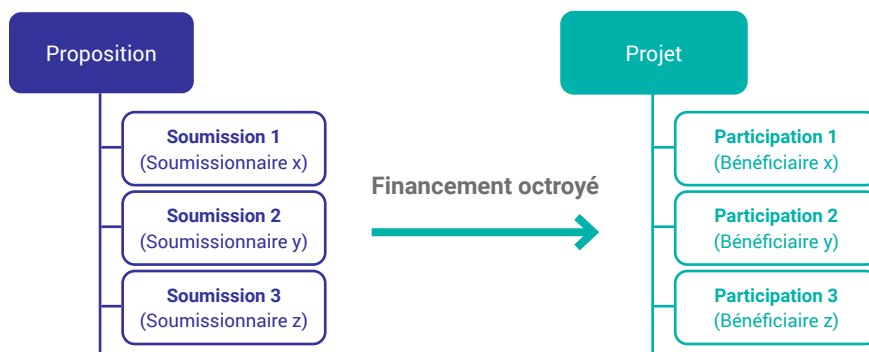 Proposition
Soumission 1
(Soumissionnaire x)
Soumission 2
(Soumissionnaire y)
Soumission 3
(Soumissionnaire z)
Financement octroyé
Projet
Participation 1
(Bénéficiaire x)
Participation 2
(Bénéficiaire y)
Participation 3
(Bénéficiaire z)